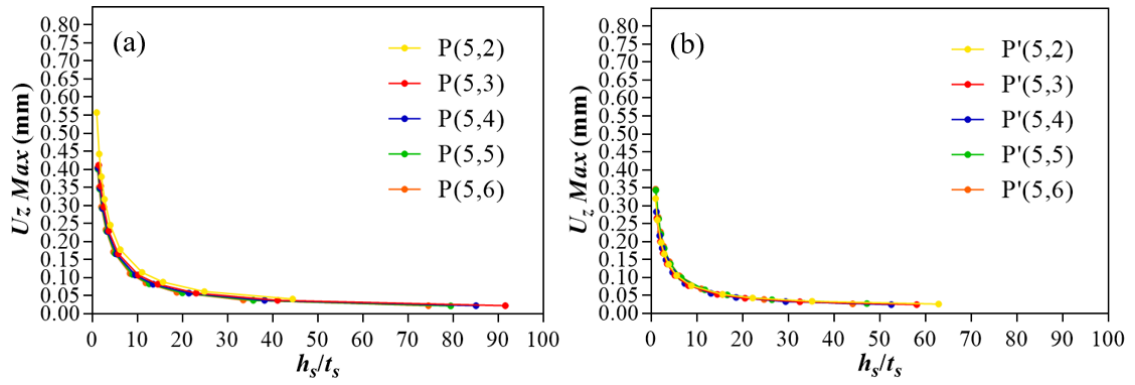 (a)
P(5,2)
P(5,3)
P(5,4)
P(5,5)
P(5,6)
U_z Max (mm)
0.80
0.75
0.70
0.65
0.60
0.55
0.50
0.45
0.40
0.35
0.30
0.25
0.20
0.15
0.10
0.05
0.00
0 10 20 30 40 50 60 70 80 90 100
h_s/t_s
(b)
P'(5,2)
P'(5,3)
P'(5,4)
P'(5,5)
P'(5,6)
U_z Max (mm)
0.80
0.75
0.70
0.65
0.60
0.55
0.50
0.45
0.40
0.35
0.30
0.25
0.20
0.15
0.10
0.05
0.00
0 10 20 30 40 50 60 70 80 90 100
h_s/t_s